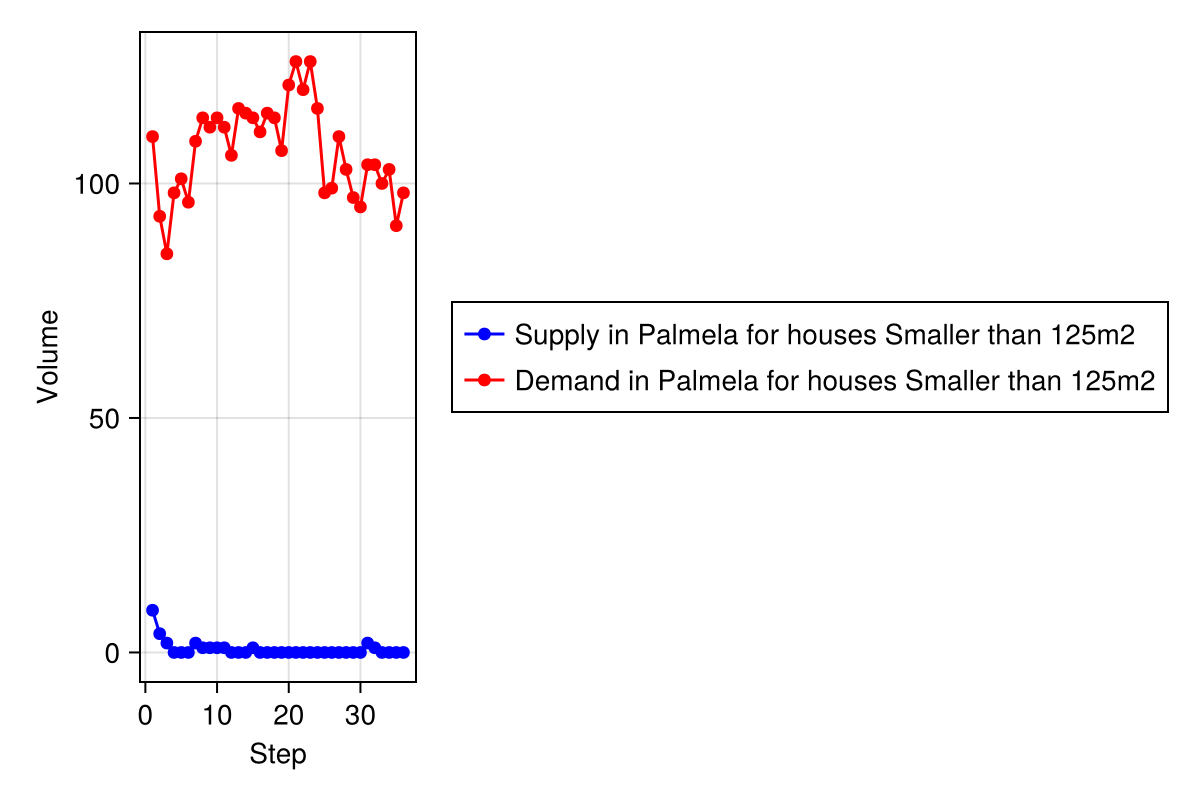 Volume
100
50
0
0 10 20 30
Step
Supply in Palmela for houses Smaller than 125m2
Demand in Palmela for houses Smaller than 125m2